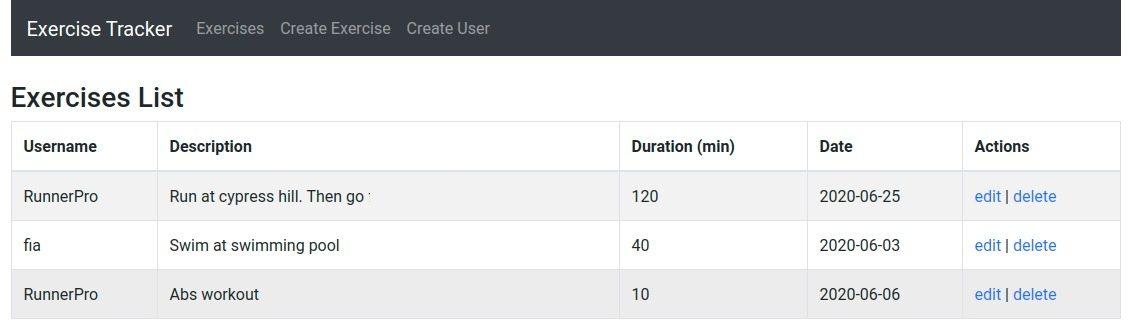 Exercise Tracker Exercises Create Exercise Create User
Exercises List
Username Description Duration (min) Date Actions
RunnerPro Run at cypress hill. Then go 120 2020-06-25 edit | delete
fia Swim at swimming pool 40 2020-06-03 edit | delete
RunnerPro Abs workout 10 2020-06-06 edit | delete